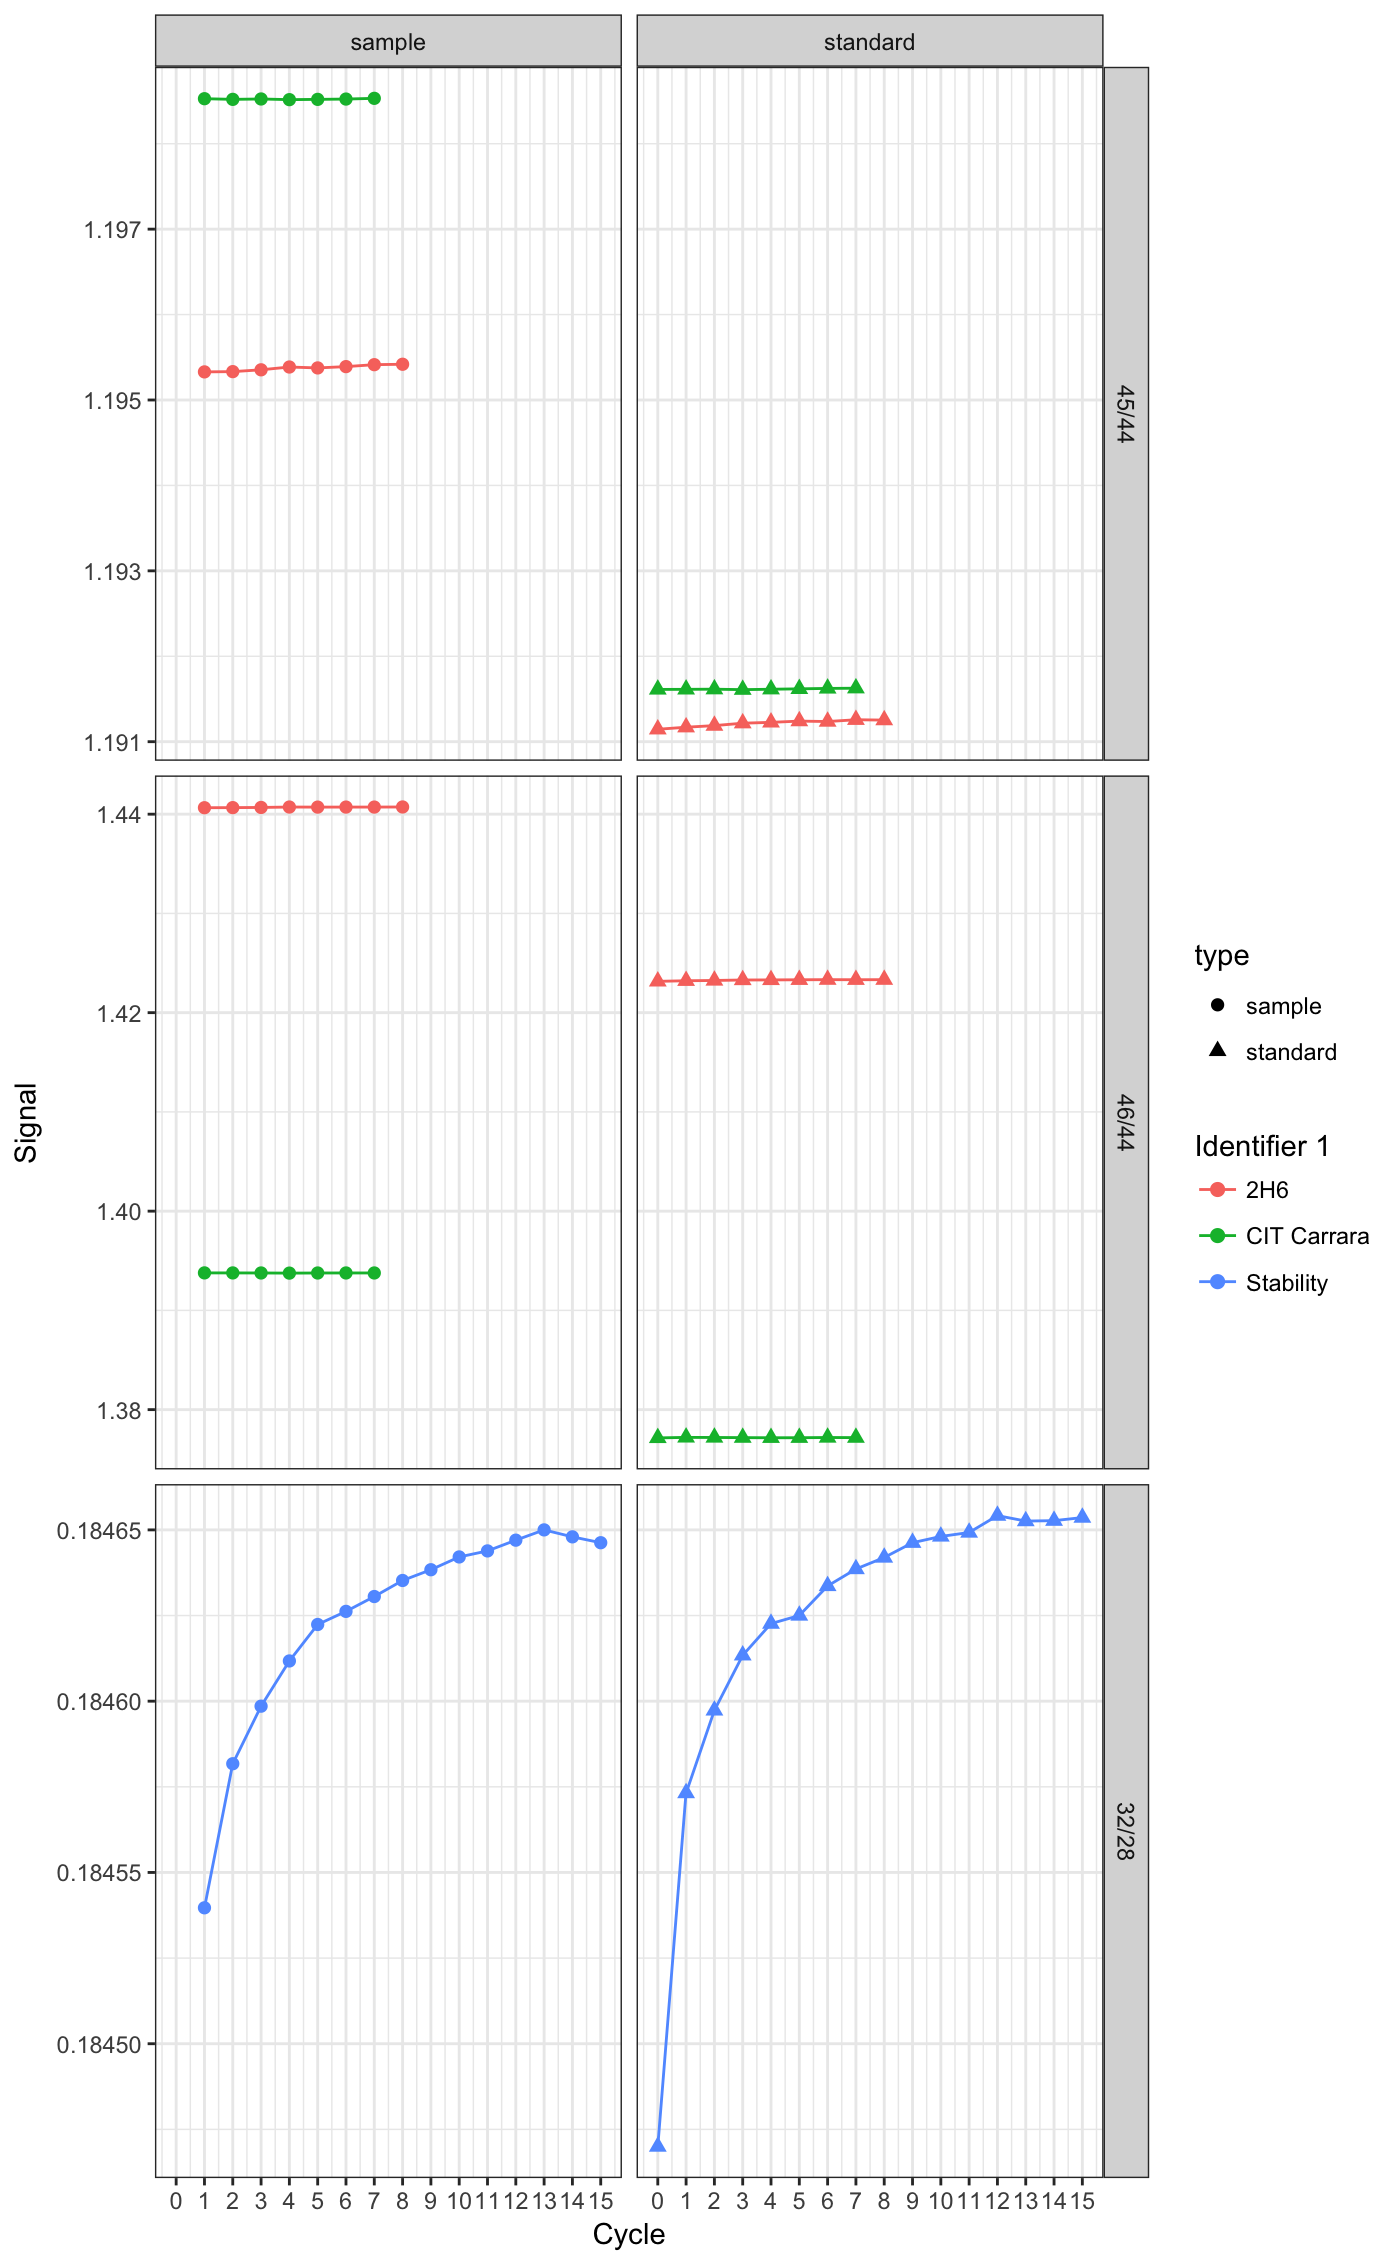 sample
standard
1.197
1.195
1.193
1.191
45/44
1.44
1.42
1.40
1.38
46/44
0.18465
0.18460
0.18455
0.18450
32/28
0 1 2 3 4 5 6 7 8 9 10 11 12 13 14 15
0 1 2 3 4 5 6 7 8 9 10 11 12 13 14 15
Cycle
Signal
type
sample
standard
Identifier 1
2H6
CIT Carrara
Stability